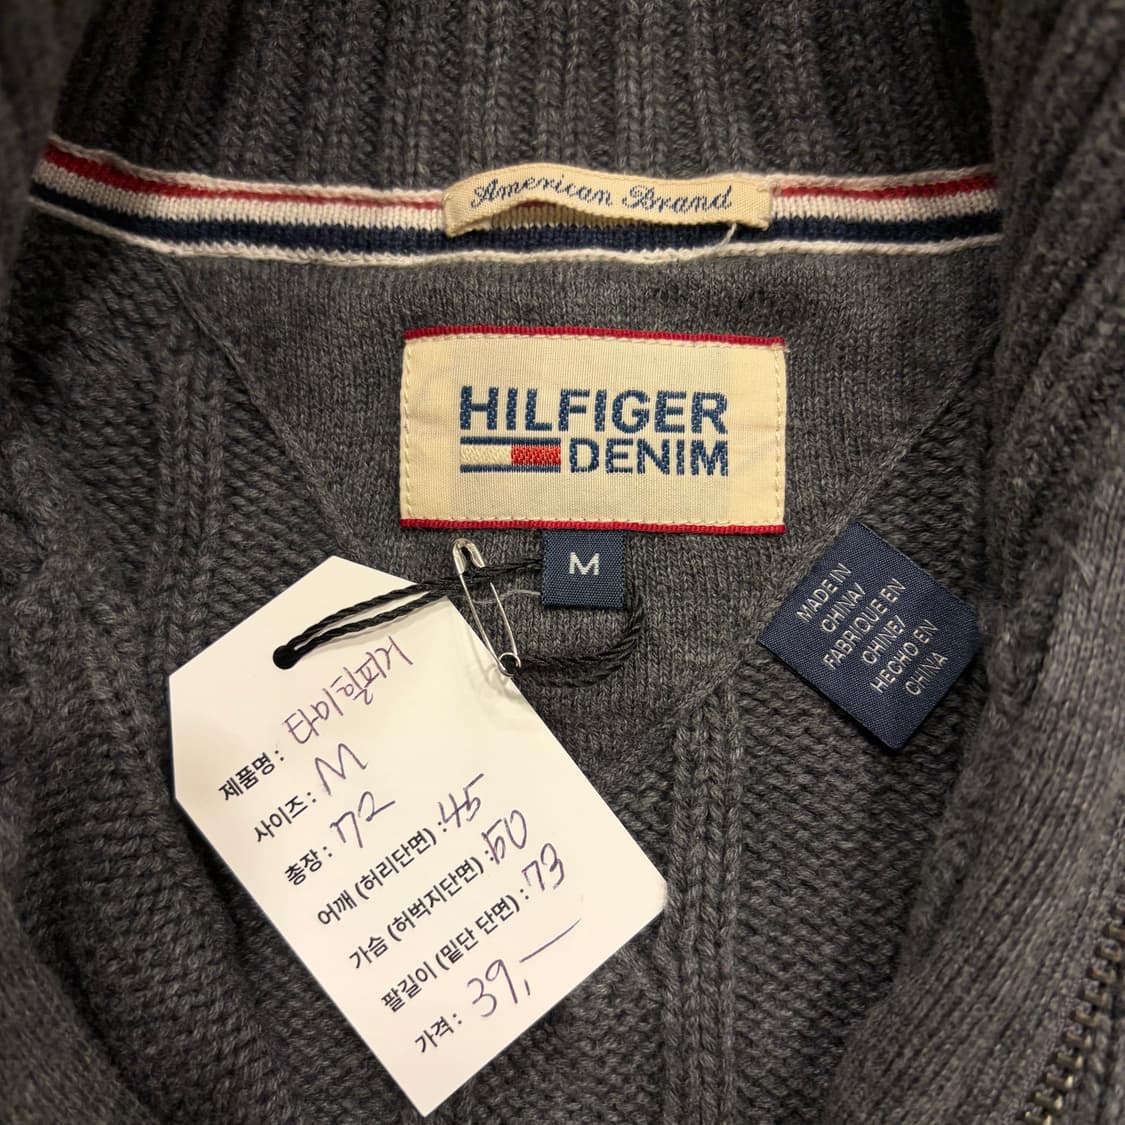 American Brand
HILFIGER
DENIM
M
MADE IN
CHINA/
FABRIQUE EN
CHINE/
HECHO EN
CHINA
제품명 : 타미힐피거
사이즈 : M
총장 : 72
어깨 (허리단면) : 45
가슴 (허벅지단면) : 50
팔길이 (밑단 단면) : 73
가격 : 39,—